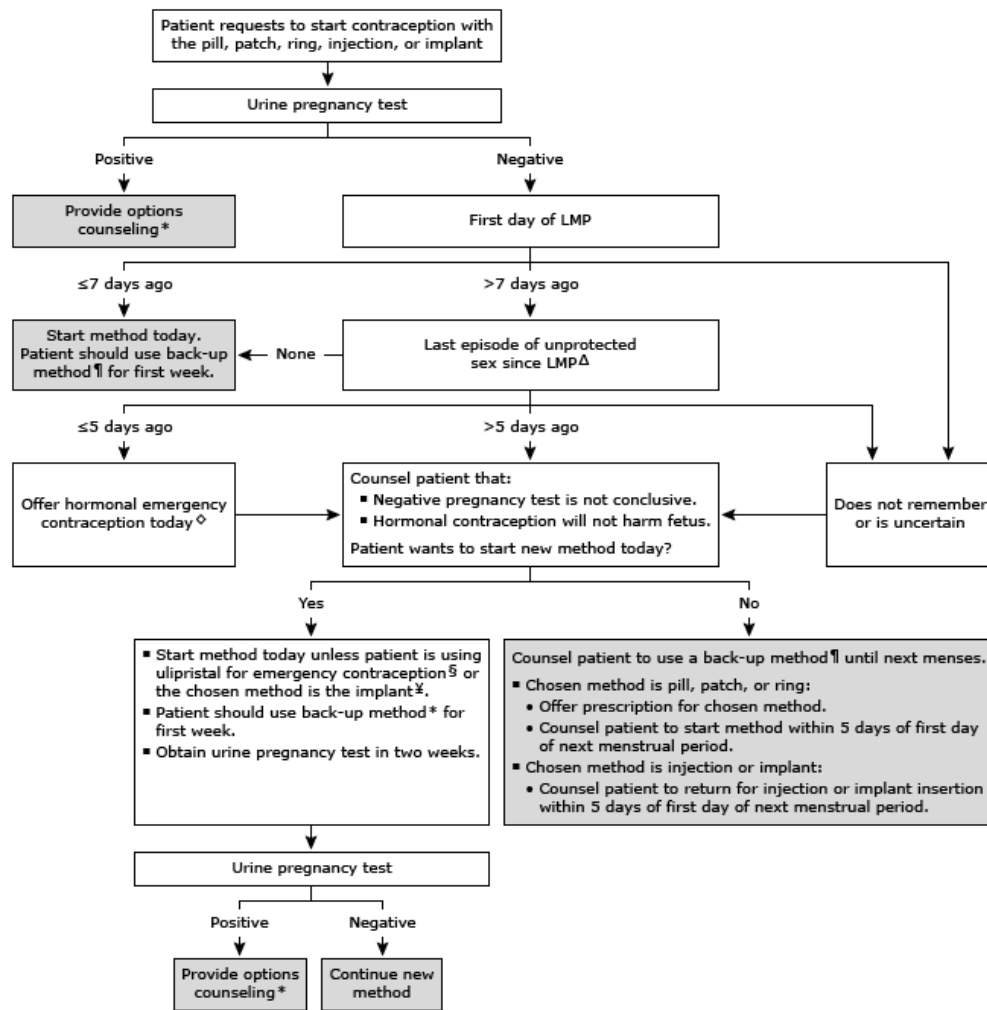 Patient requests to start contraception with
the pill, patch, ring, injection, or implant
Urine pregnancy test
Positive
Negative
Provide options
counseling*
First day of LMP
≤7 days ago
>7 days ago
Start method today.
Patient should use back-up
method¶ for first week.
None
Last episode of unprotected
sex since LMPΔ
≤5 days ago
>5 days ago
Offer hormonal emergency
contraception today◇
Counsel patient that:
▪ Negative pregnancy test is not conclusive.
▪ Hormonal contraception will not harm fetus.
Patient wants to start new method today?
Does not remember
or is uncertain
Yes
No
▪ Start method today unless patient is using
ulipristal for emergency contraception§ or
the chosen method is the implant¥.
▪ Patient should use back-up method* for
first week.
▪ Obtain urine pregnancy test in two weeks.
Counsel patient to use a back-up method¶ until next menses.
▪ Chosen method is pill, patch, or ring:
• Offer prescription for chosen method.
• Counsel patient to start method within 5 days of first day
of next menstrual period.
▪ Chosen method is injection or implant:
• Counsel patient to return for injection or implant insertion
within 5 days of first day of next menstrual period.
Urine pregnancy test
Positive
Negative
Provide options
counseling*
Continue new
method